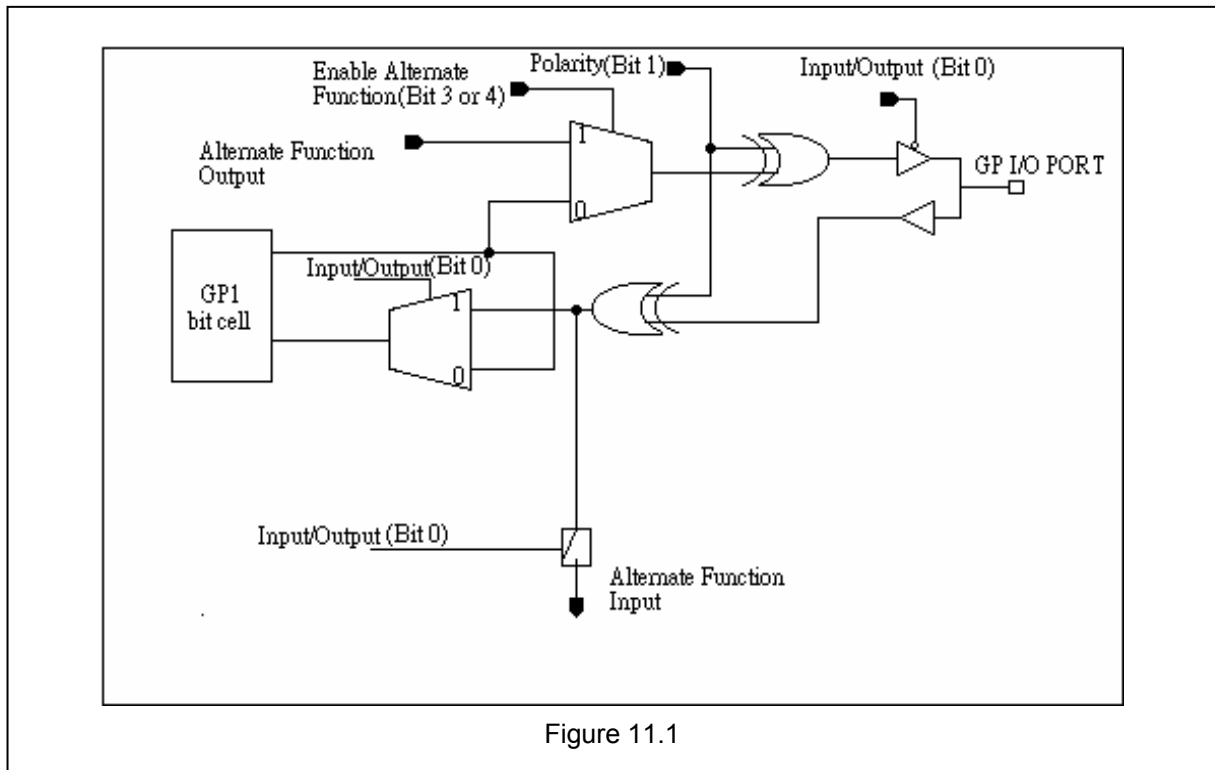 Enable Alternate
Function(Bit 3 or 4)
Polarity(Bit 1)
Input/Output (Bit 0)
Alternate Function
Output
1
0
GP I/O PORT
GP1
bit cell
Input/Output(Bit 0)
1
0
Input/Output (Bit 0)
Alternate Function
Input
Figure 11.1